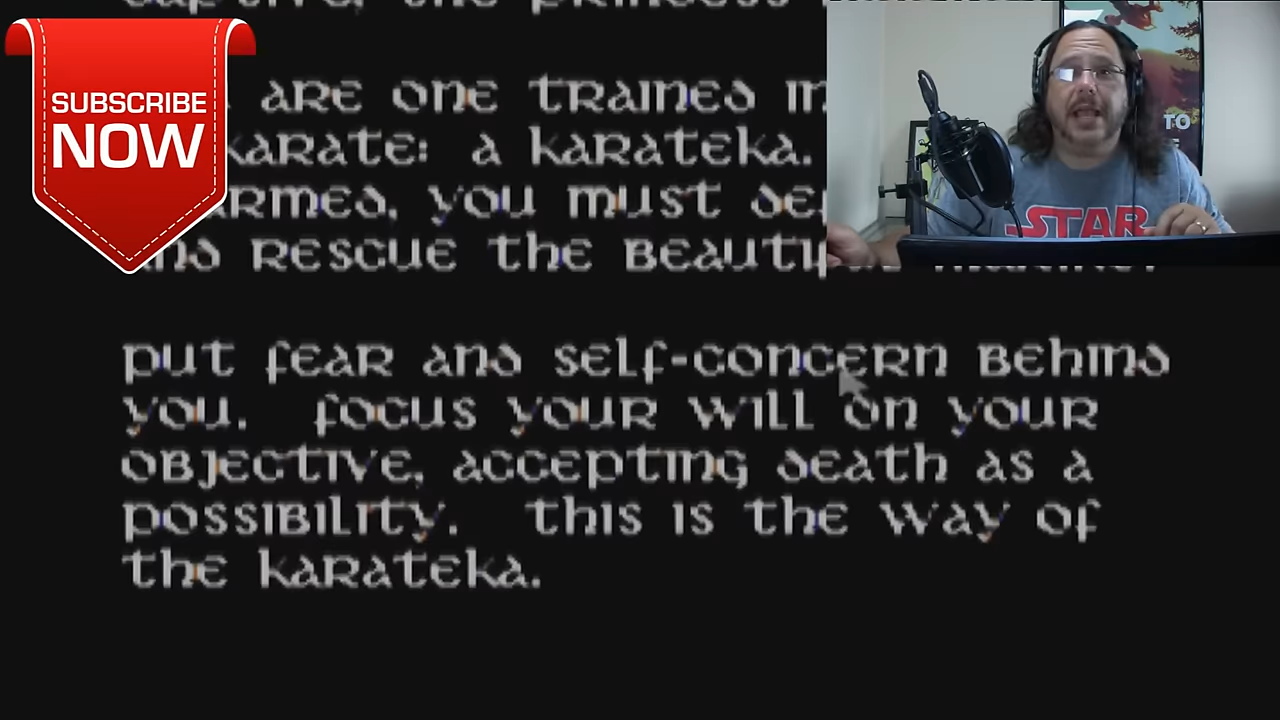 SUBSCRIBE
NOW
ARE ONE TRAINED IN
KARATE: A KARATEKA.
YOU MUST
AND RESCUE THE
PUT FEAR AND SELF-CONCERN BEHIND
YOU. FOCUS YOUR WILL ON YOUR
OBJECTIVE, ACCEPTING DEATH AS A
POSSIBILITY. THIS IS THE WAY OF
THE KARATEKA.
TO
STAR